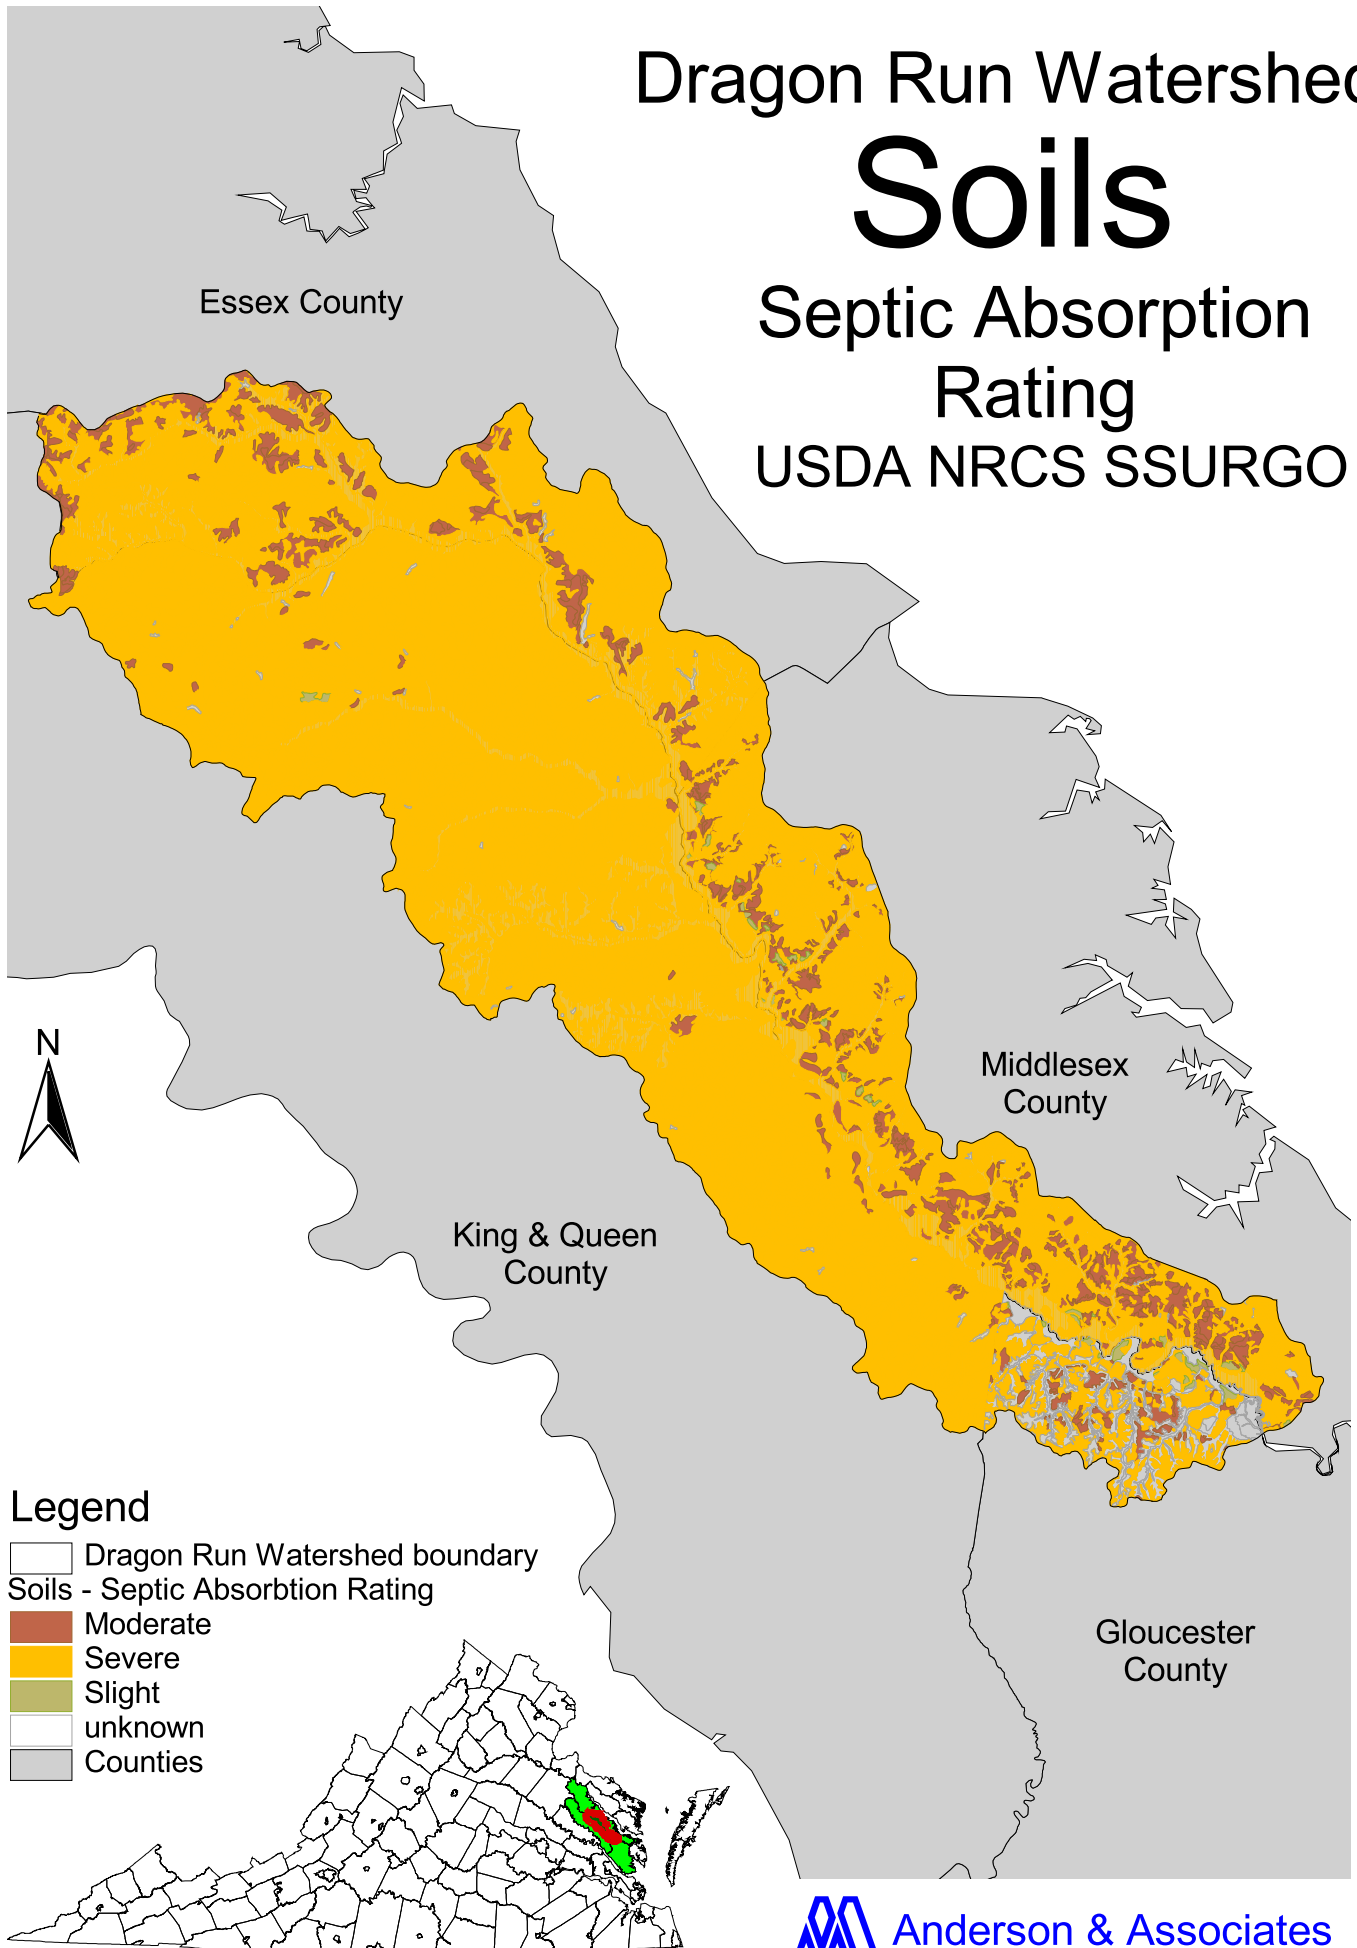 Dragon Run Watershed
Soils
Septic Absorption
Rating
USDA NRCS SSURGO
Essex County
N
Middlesex
County
King & Queen
County
Gloucester
County
Legend
Dragon Run Watershed boundary
Soils - Septic Absorbtion Rating
Moderate
Severe
Slight
unknown
Counties
Anderson & Associates